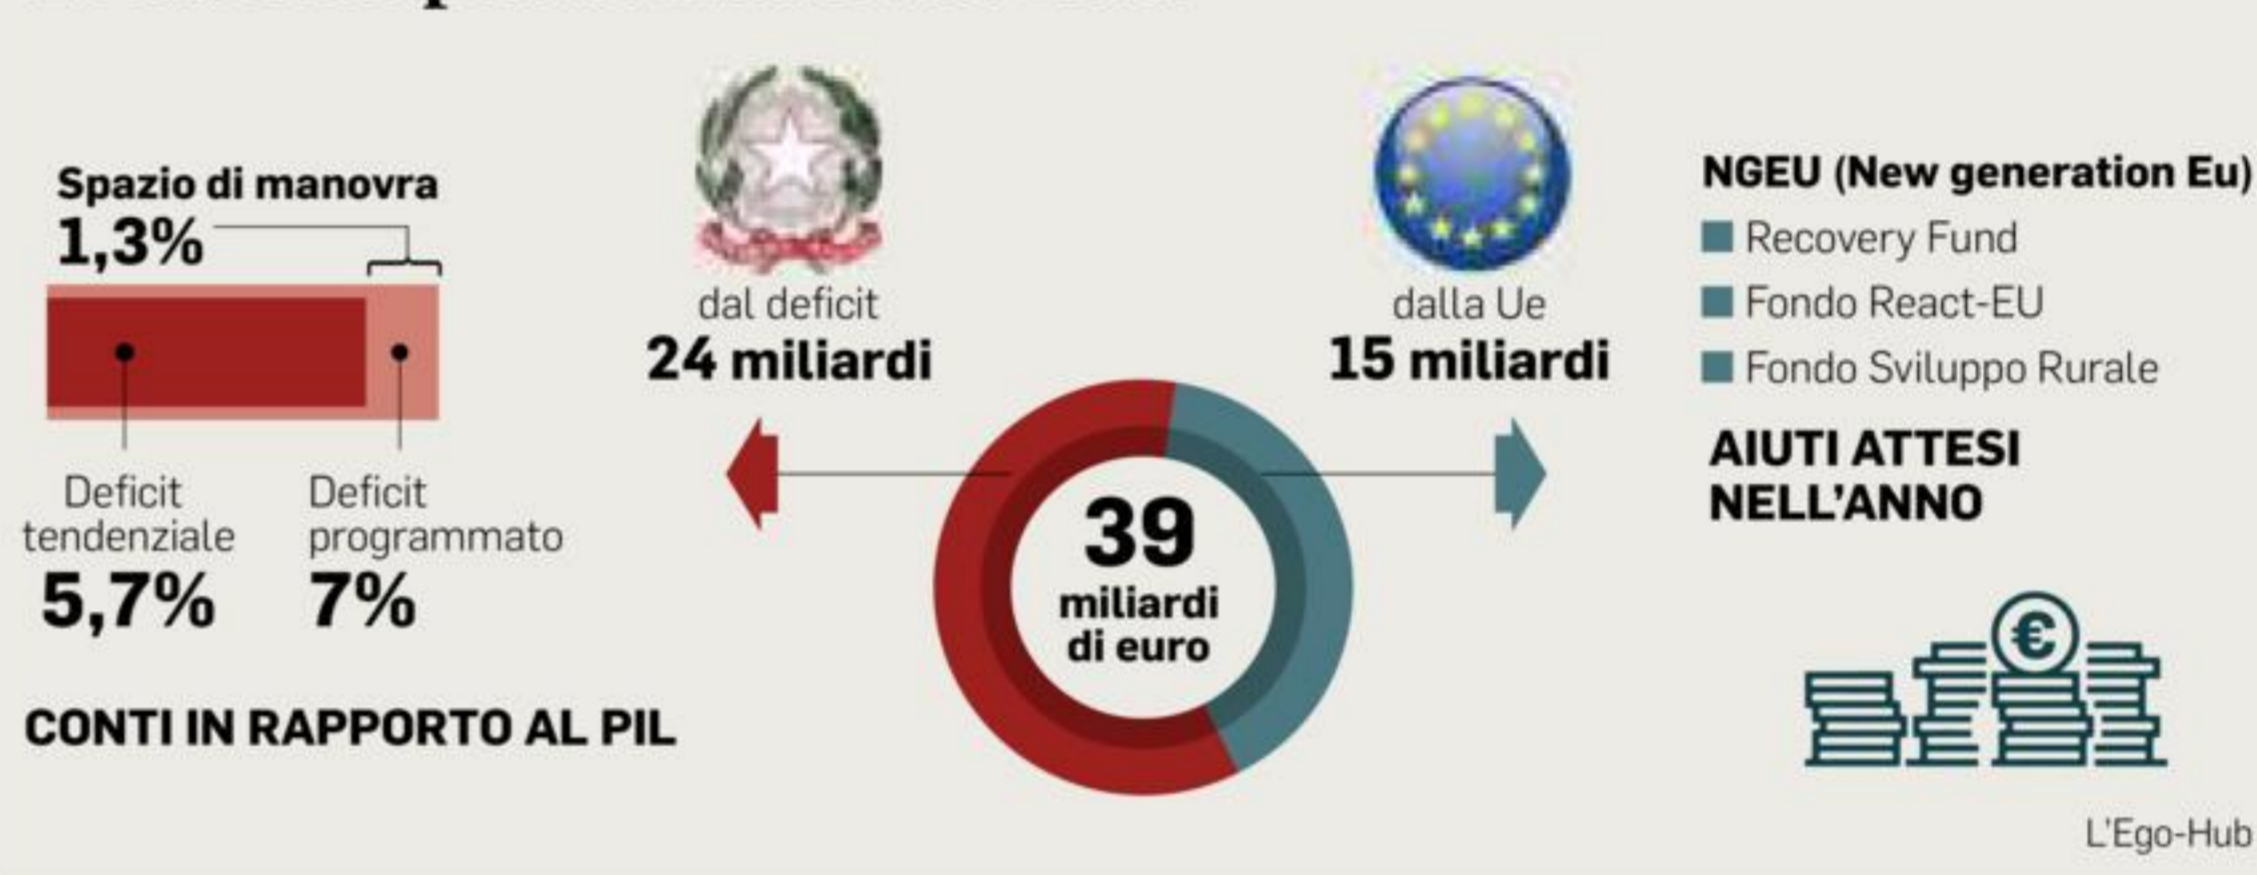 Spazio di manovra
1,3%
Deficit
tendenziale
5,7%
Deficit
programmato
7%
CONTI IN RAPPORTO AL PIL
dal deficit
24 miliardi
dalla Ue
15 miliardi
39
miliardi
di euro
NGEU (New generation Eu)
Recovery Fund
Fondo React-EU
Fondo Sviluppo Rurale
AIUTI ATTESI
NELL'ANNO
€
L'Ego-Hub